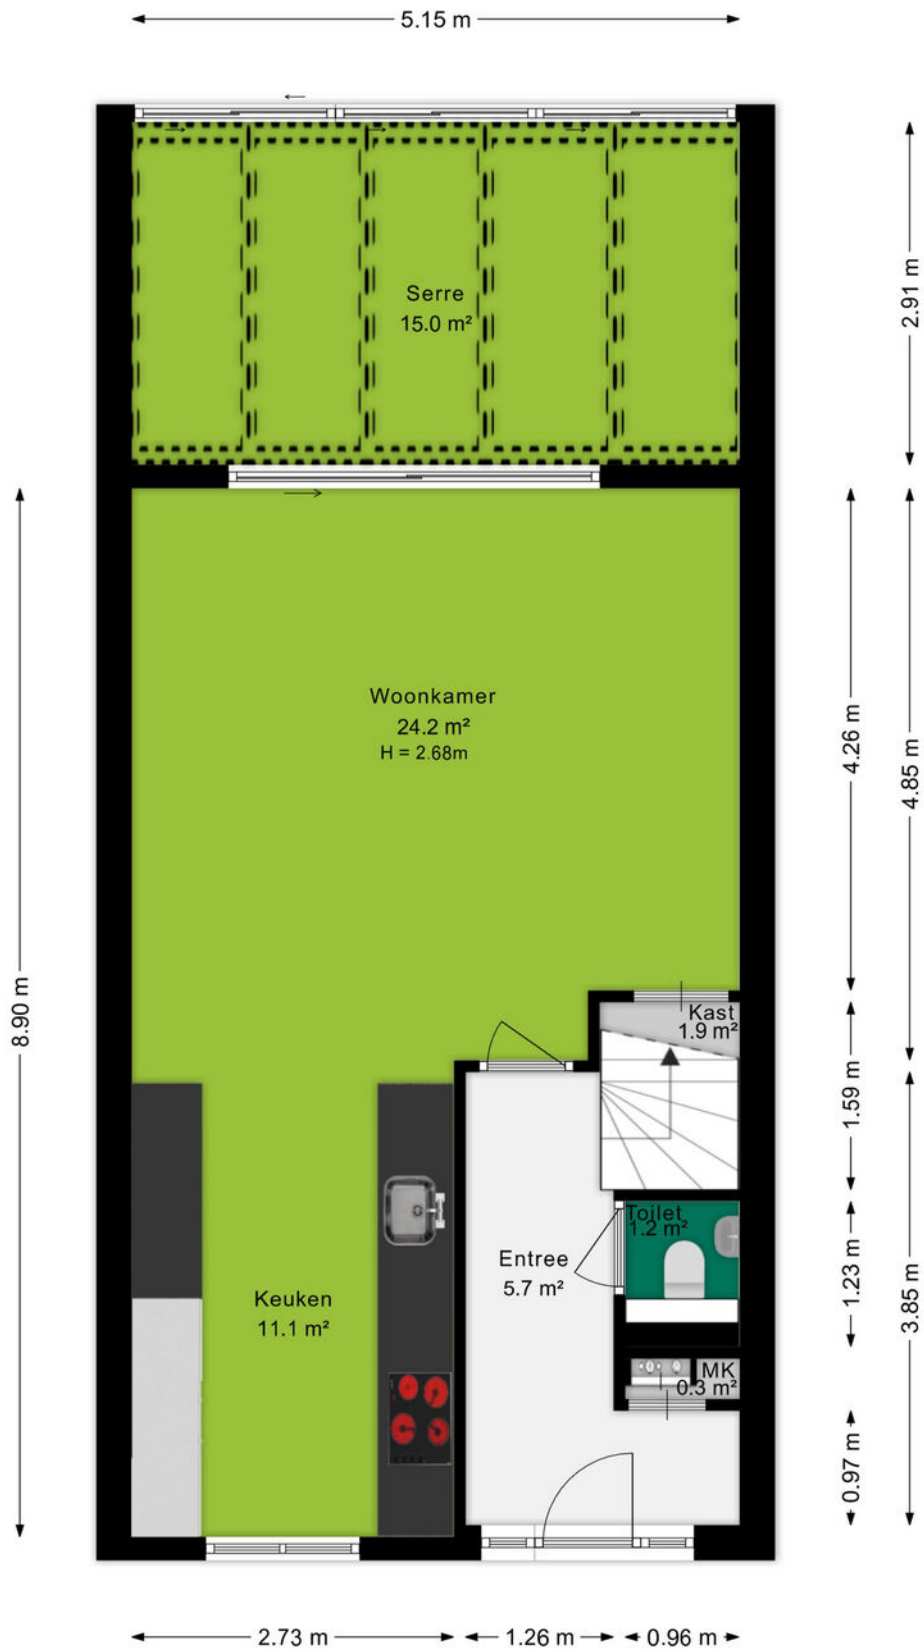 5.15 m
2.91 m
Serre
15.0 m²
Woonkamer
24.2 m²
H = 2.68m
4.26 m
4.85 m
8.90 m
Kast
1.9 m²
1.59 m
Toilet
1.2 m²
1.23 m
Entree
5.7 m²
Keuken
11.1 m²
3.85 m
MK
0.3 m²
0.97 m
2.73 m
1.26 m
0.96 m